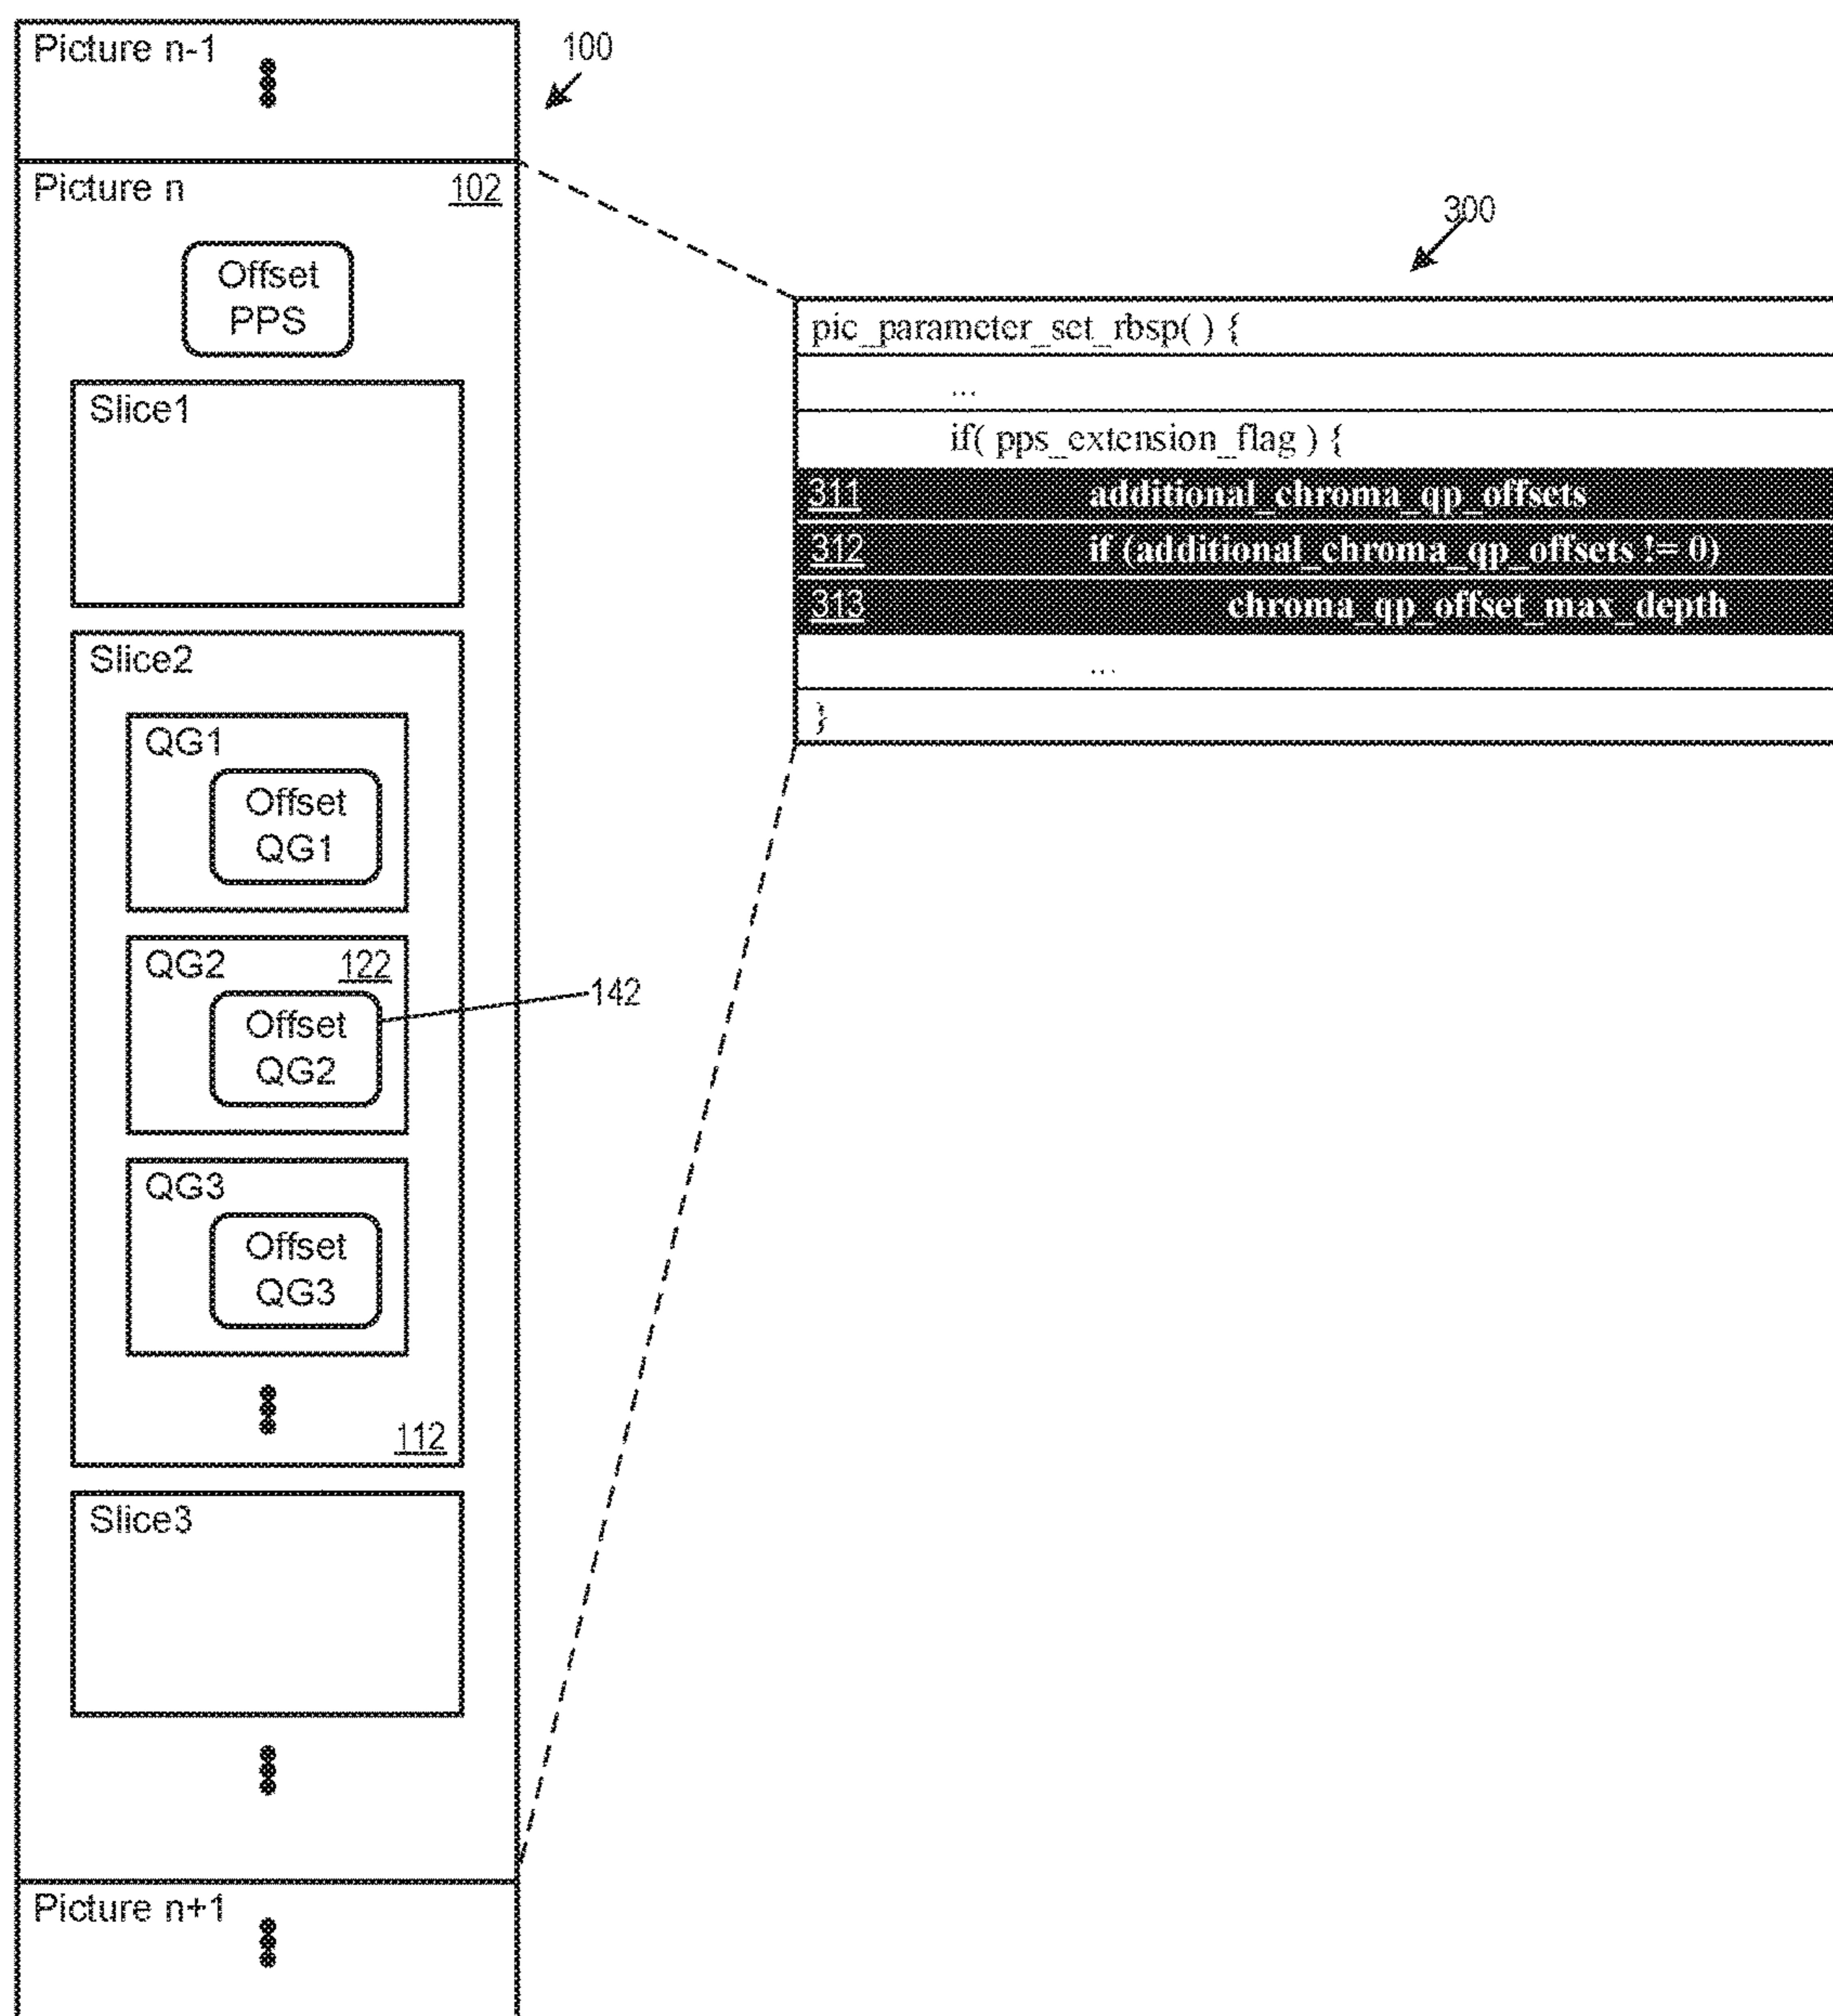 Picture n-1
100
Picture n
102
Offset
PPS
Slice1
Slice2
QG1
Offset
QG1
QG2
122
Offset
QG2
142
QG3
Offset
QG3
112
Slice3
Picture n+1
300
pic_parameter_set_rbsp( ) {
...
if( pps_extension_flag ) {
311 additional_chroma_qp_offsets
312 if (additional_chroma_qp_offsets != 0)
313 chroma_qp_offset_max_depth
...
}